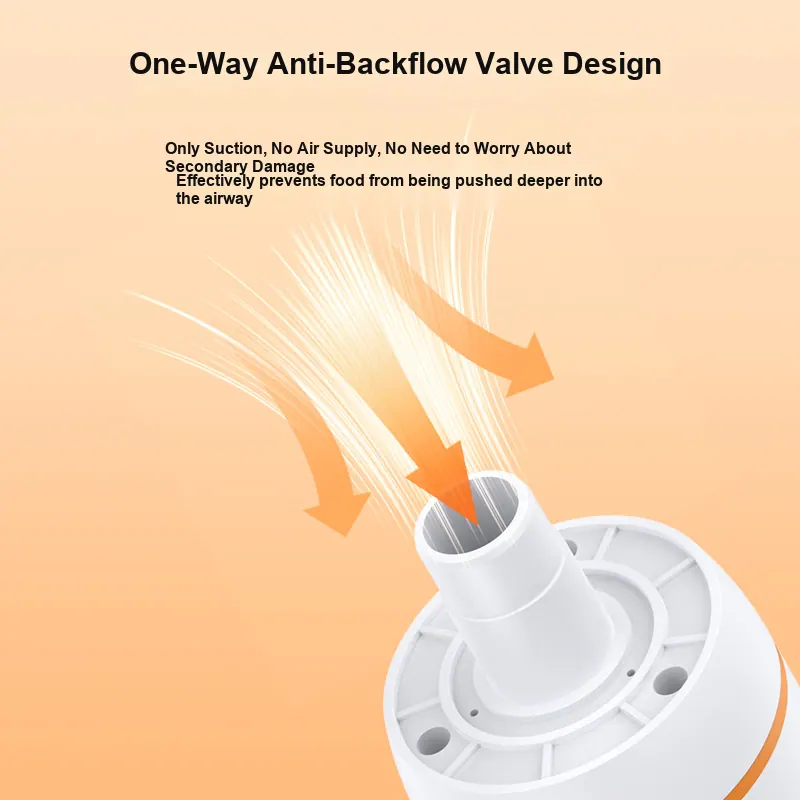 One-Way Anti-Backflow Valve Design
Only Suction, No Air Supply, No Need to Worry About
Secondary Damage
Effectively prevents food from being pushed deeper into
the airway